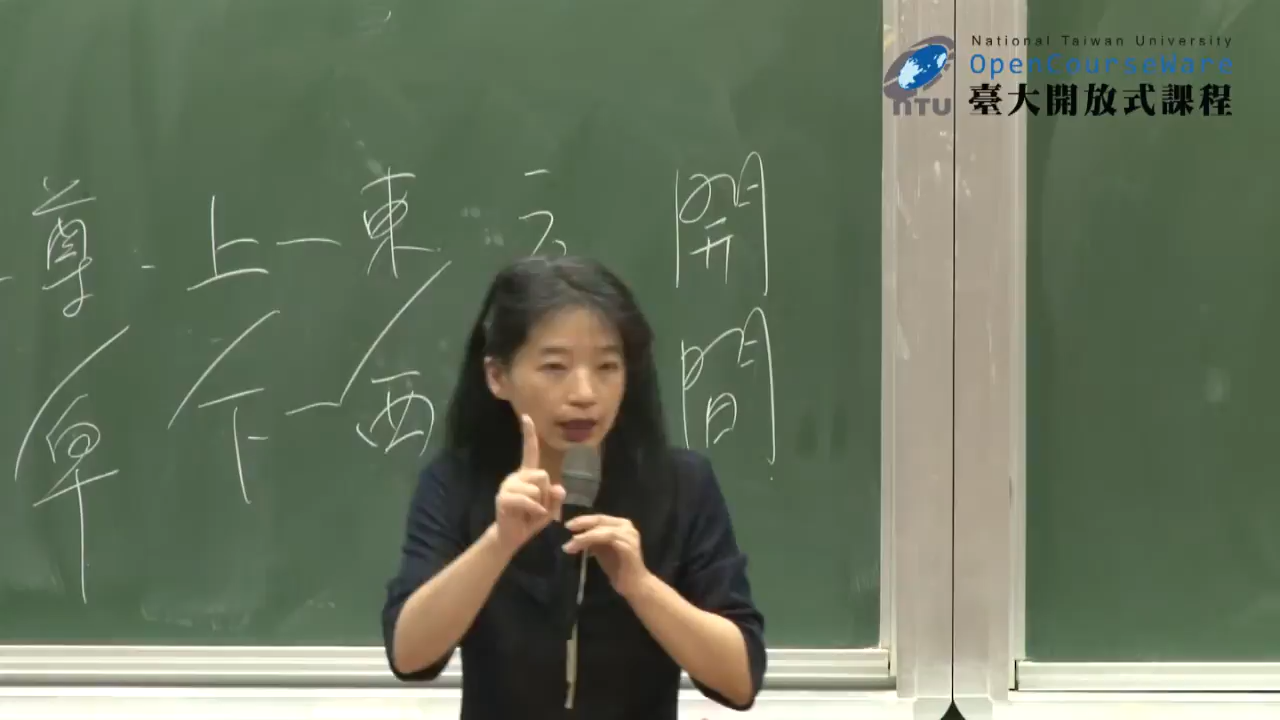 National Taiwan University
OpenCourseWare
NTU
臺大開放式課程
尊-上-東 開
卑 下-西 間